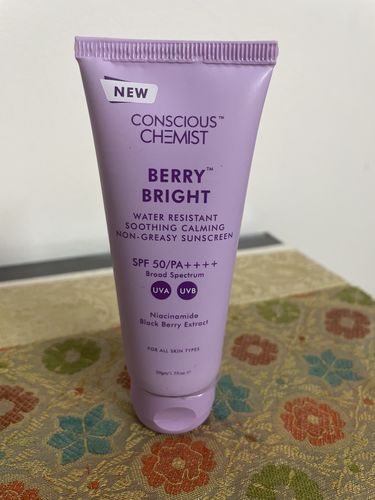 NEW
CONSCIOUS™
CHEMIST
BERRY™
BRIGHT
WATER RESISTANT
SOOTHING CALMING
NON-GREASY SUNSCREEN
SPF 50/PA++++
Broad Spectrum
UVA UVB
Niacinamide
Black Berry Extract
FOR ALL SKIN TYPES